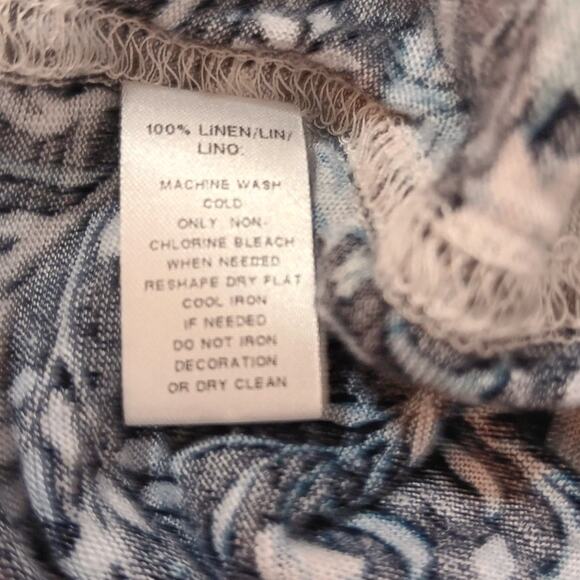 100% LINEN/LIN/
LINO:
MACHINE WASH
COLD
ONLY NON-
CHLORINE BLEACH
WHEN NEEDED
RESHAPE DRY FLAT
COOL IRON
IF NEEDED
DO NOT IRON
DECORATION
OR DRY CLEAN